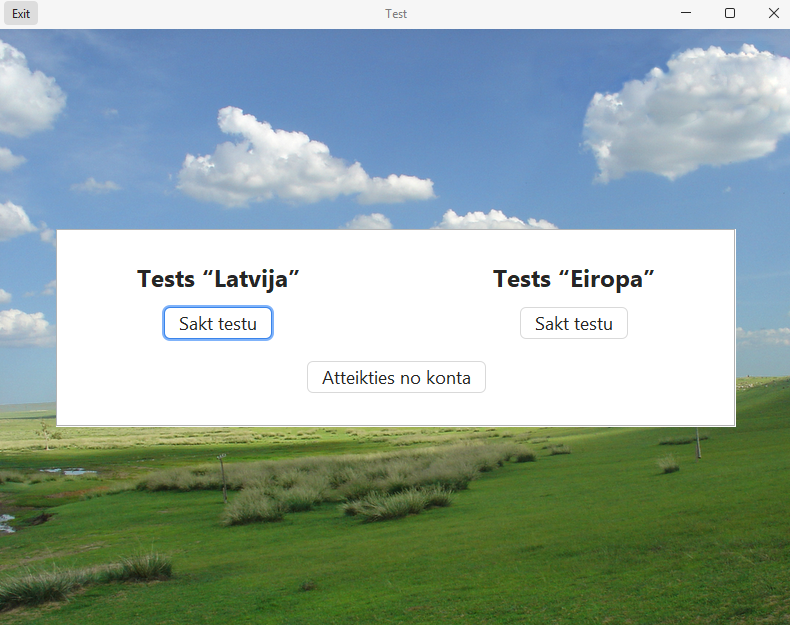 Exit
Test
Tests “Latvija”
Tests “Eiropa”
Sakt testu
Sakt testu
Atteikties no konta